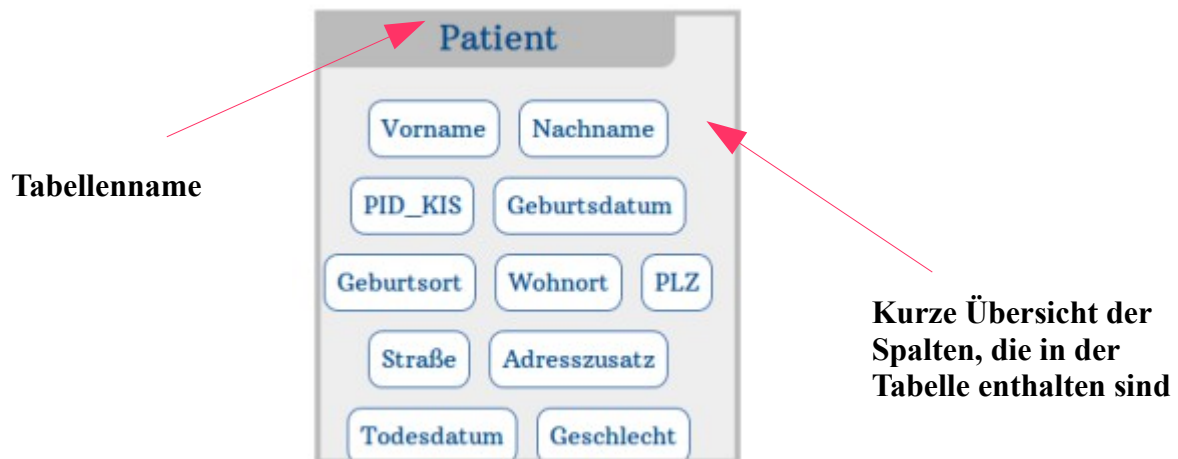 Patient
Vorname Nachname
Tabellenname
PID_KIS Geburtsdatum
Geburtsort Wohnort PLZ
Kurze Übersicht der
Spalten, die in der
Tabelle enthalten sind
Straße Adresszusatz
Todesdatum Geschlecht